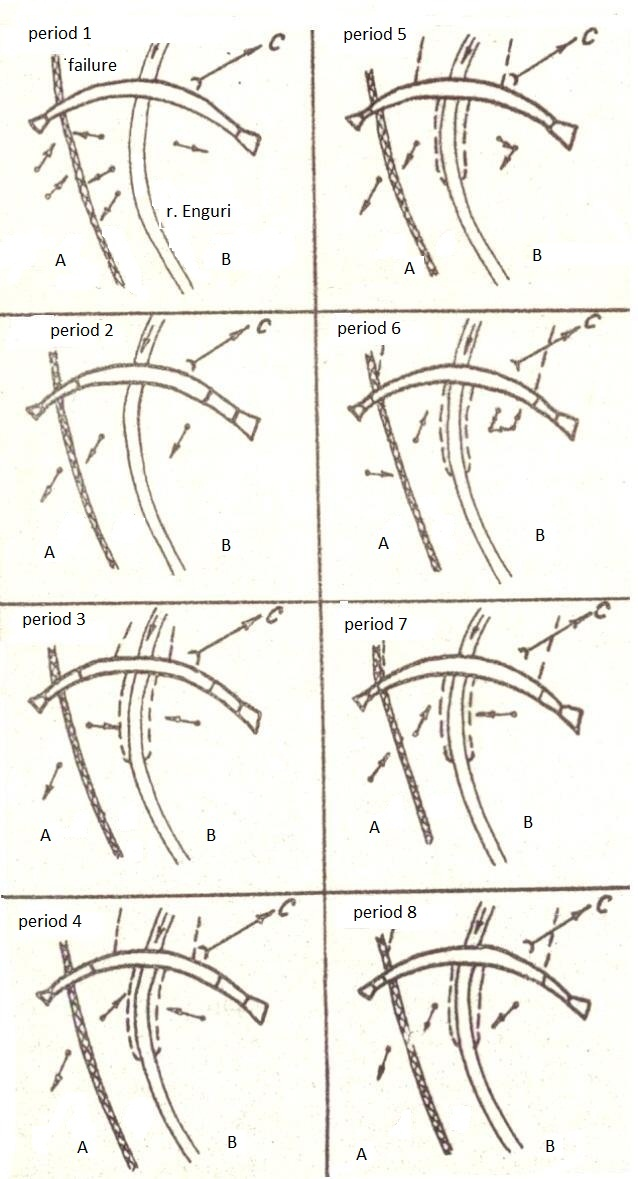 period 1
failure
C
r. Enguri
A
B
period 5
C
A
B
period 2
C
A
B
period 6
C
A
B
period 3
C
A
B
period 7
C
A
B
period 4
C
A
B
period 8
C
A
B